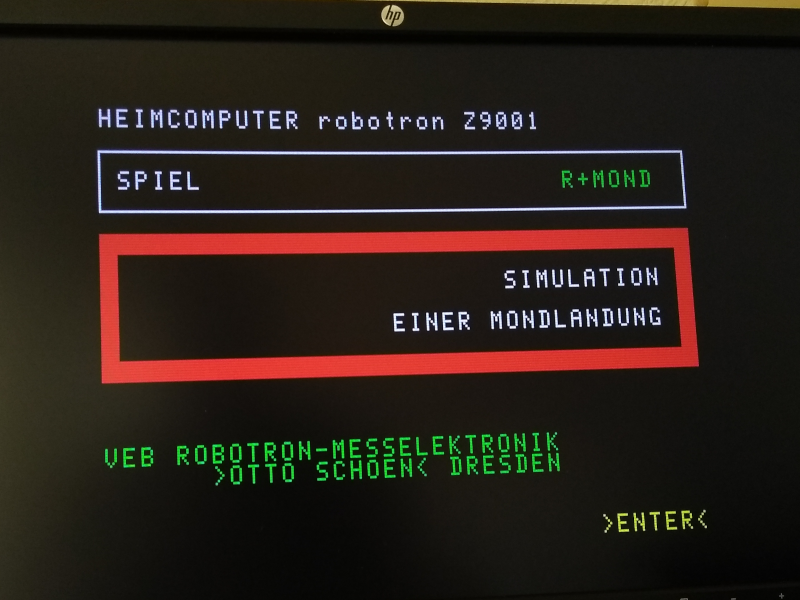 hp
HEIMCOMPUTER robotron Z9001
SPIEL R+MOND
SIMULATION
EINER MONDLANDUNG
VEB ROBOTRON-MESSELEKTRONIK
>OTTO SCHOEN< DRESDEN
>ENTER<